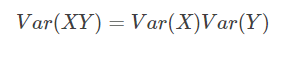 Var(XY) = Var(X)Var(Y)